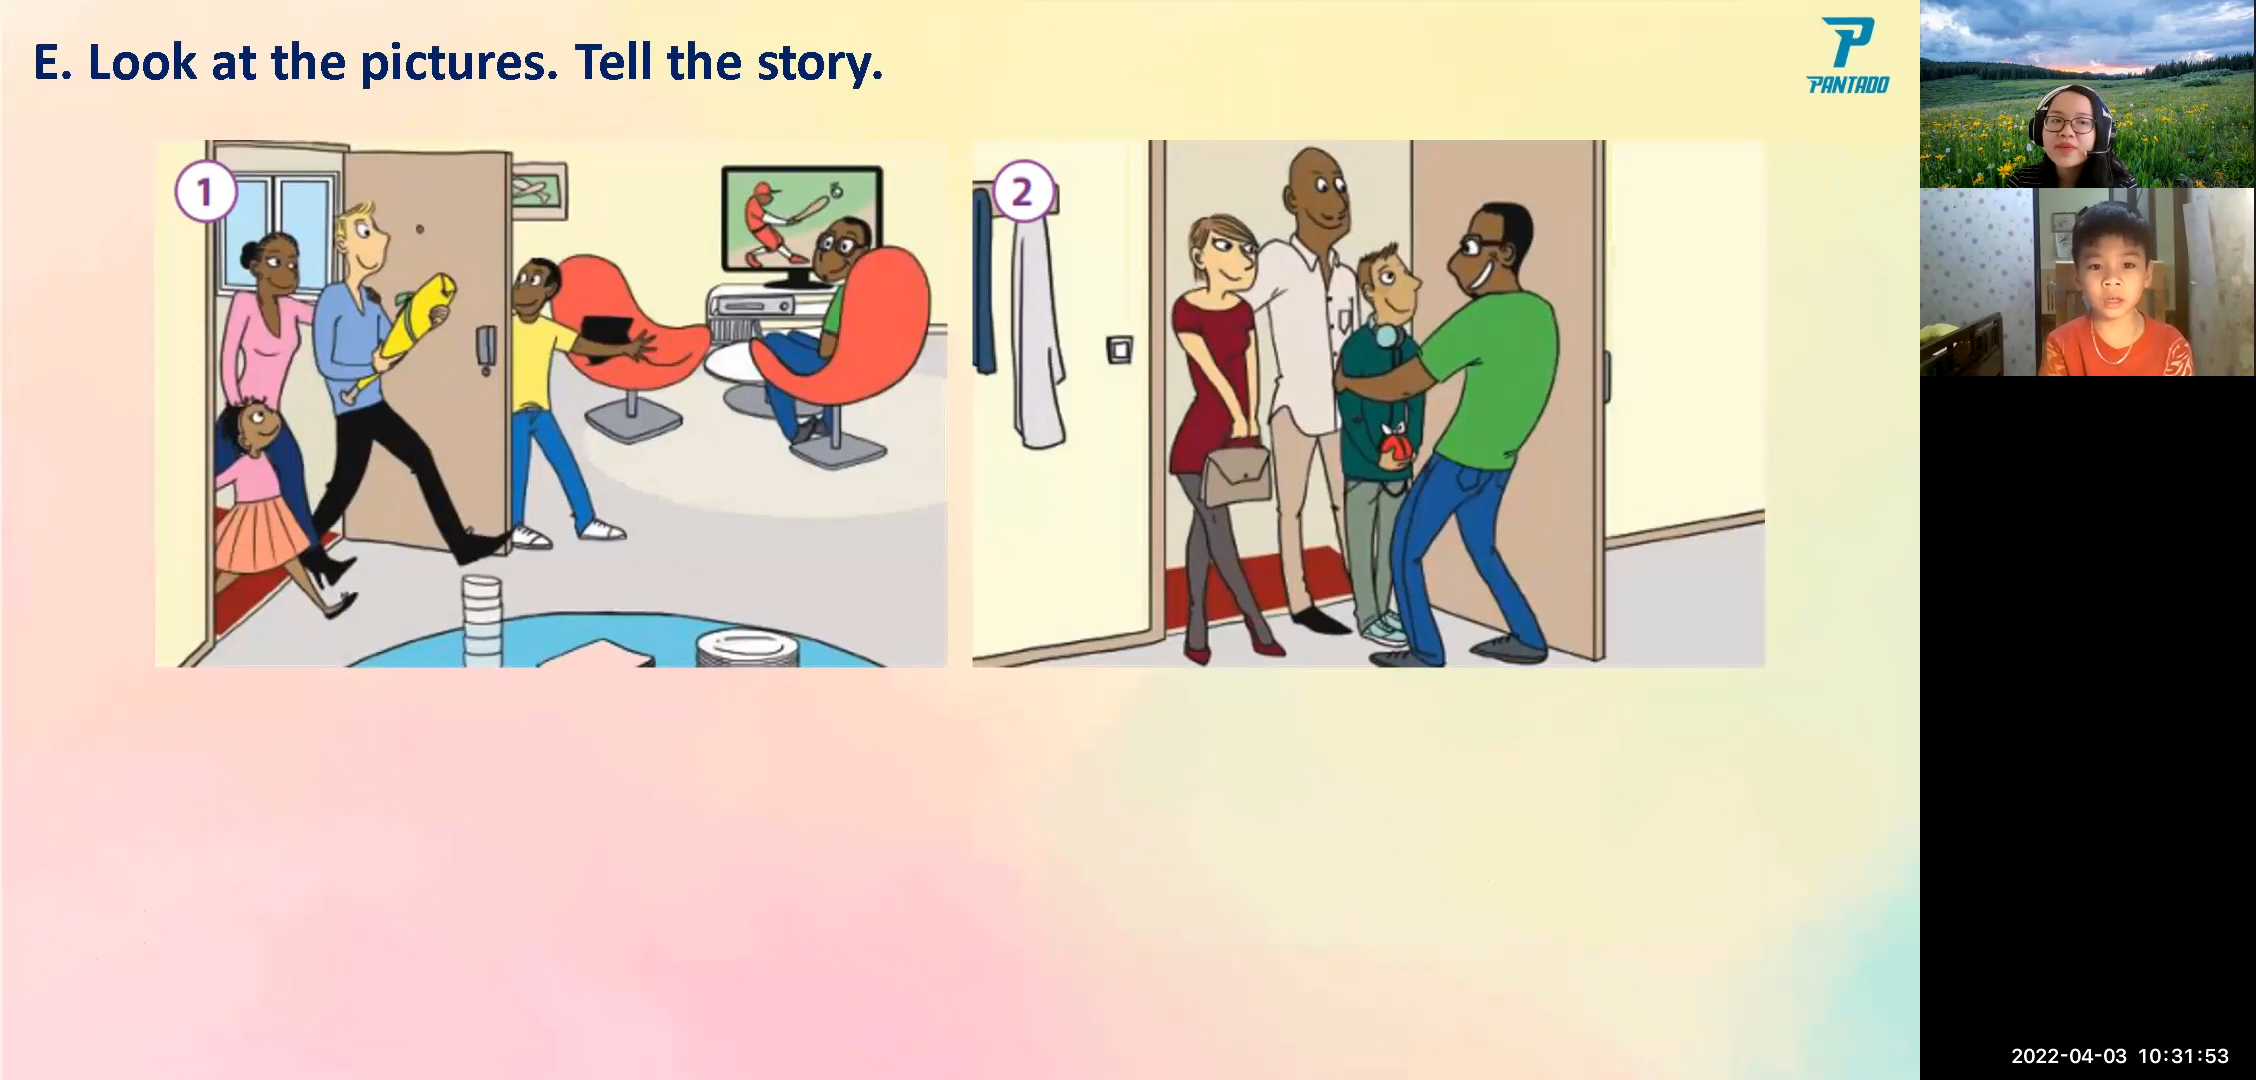 E. Look at the pictures. Tell the story.
PANTADO
1
2
2022-04-03 10:31:53